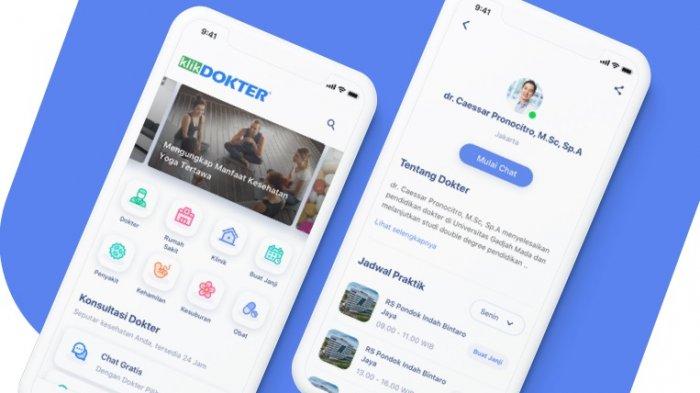 9:41
klikDOKTER
Mengungkap Manfaat Kesehatan
Yoga Tertawa
Dokter
Rumah
Sakit
Klinik
Buat Janji
Penyakit
Kehamilan
Kesuburan
Obat
Konsultasi Dokter
Seputar kesehatan Anda, tersedia 24 Jam
Chat Gratis
Dengan Dokter
9:41
dr. Caessar Pronocitro, M.Sc, Sp.A
Jakarta
Mulai Chat
Tentang Dokter
dr. Caessar Pronocitro, M.Sc, Sp.A menyelesaikan
pendidikan dokter di Universitas Gadjah Mada dan
melanjutkan studi double degree pendidikan ..
Lihat selengkapnya
Jadwal Praktik
Senin
RS Pondok Indah Bintaro
Jaya
09.00 - 11.00 WIB
Buat Janji
RS Pondok Indah Bintaro
Jaya
13.00 - 16.00 WIB